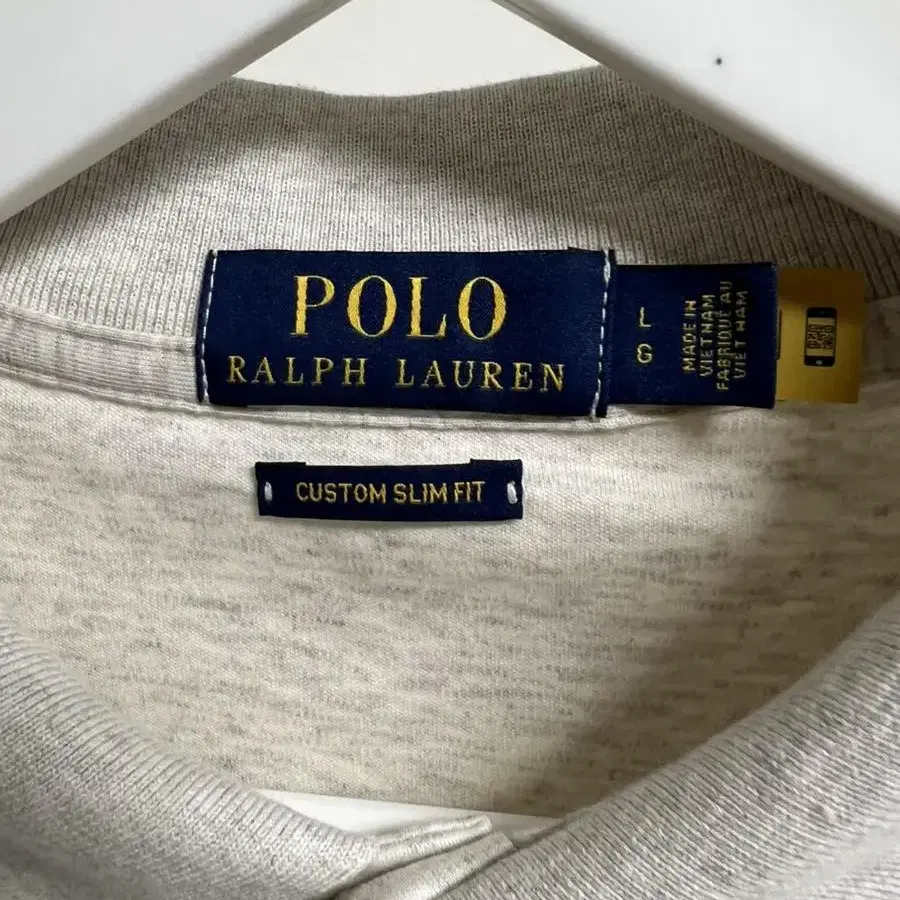 POLO
RALPH LAUREN
L
G
MADE IN
VIETNAM
FABRIQUÉ AU
VIET NAM
CUSTOM SLIM FIT